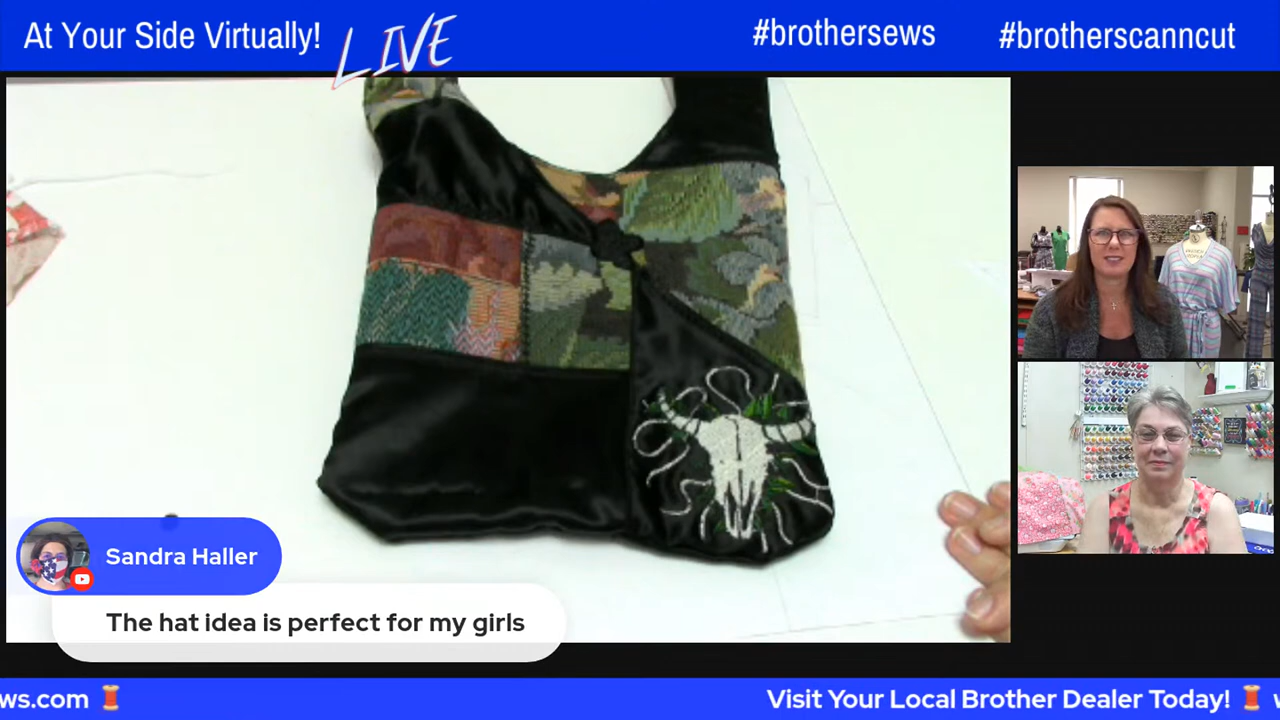 At Your Side Virtually!
LIVE
#brothersews
#brotherscanncut
Sandra Haller
The hat idea is perfect for my girls
ws.com
Visit Your Local Brother Dealer Today!